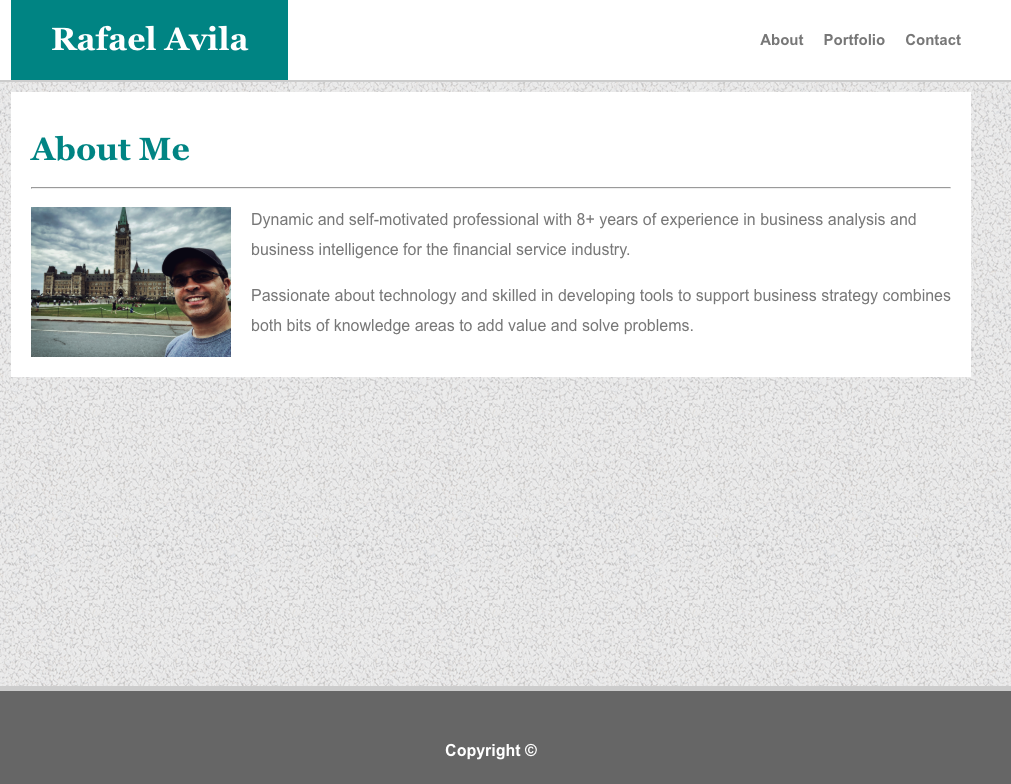 Rafael Avila
About Portfolio Contact
About Me
Dynamic and self-motivated professional with 8+ years of experience in business analysis and
business intelligence for the financial service industry.
Passionate about technology and skilled in developing tools to support business strategy combines
both bits of knowledge areas to add value and solve problems.
Copyright ©